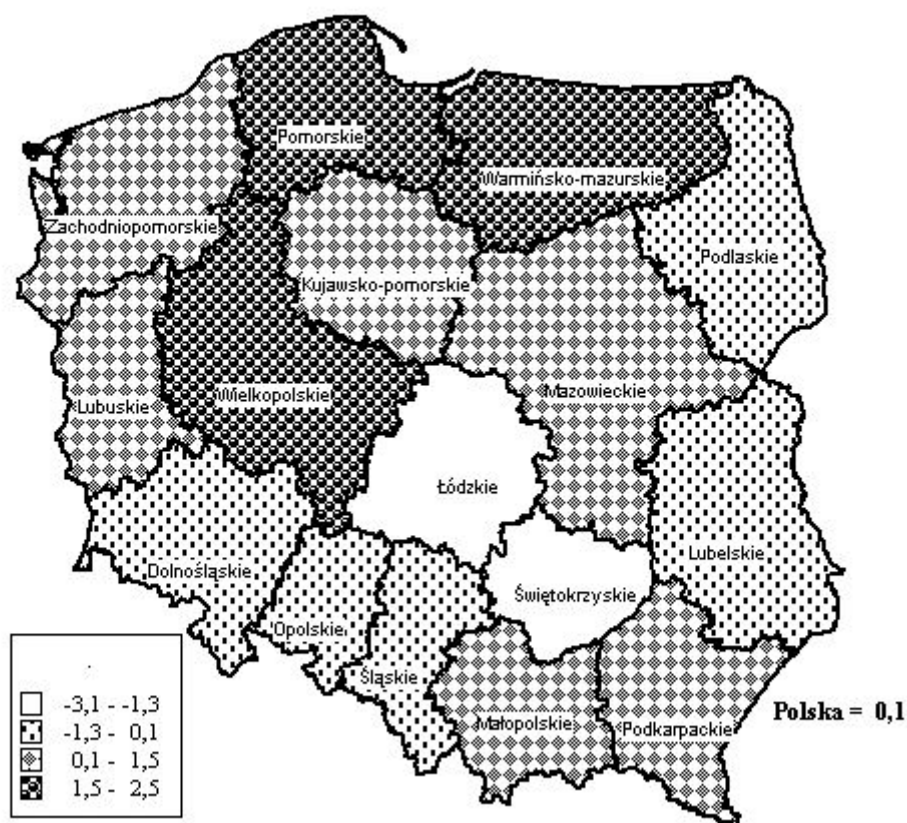 Pomorskie
Warmińsko-mazurskie
Zachodniopomorskie
Podlaskie
Kujawsko-pomorskie
Wielkopolskie
Mazowieckie
Lubuskie
Łódzkie
Lubelskie
Dolnośląskie
Świętokrzyskie
Opolskie
Śląskie
Małopolskie
Podkarpackie
Polska = 0,1
-3,1 - -1,3
-1,3 - 0,1
0,1 - 1,5
1,5 - 2,5